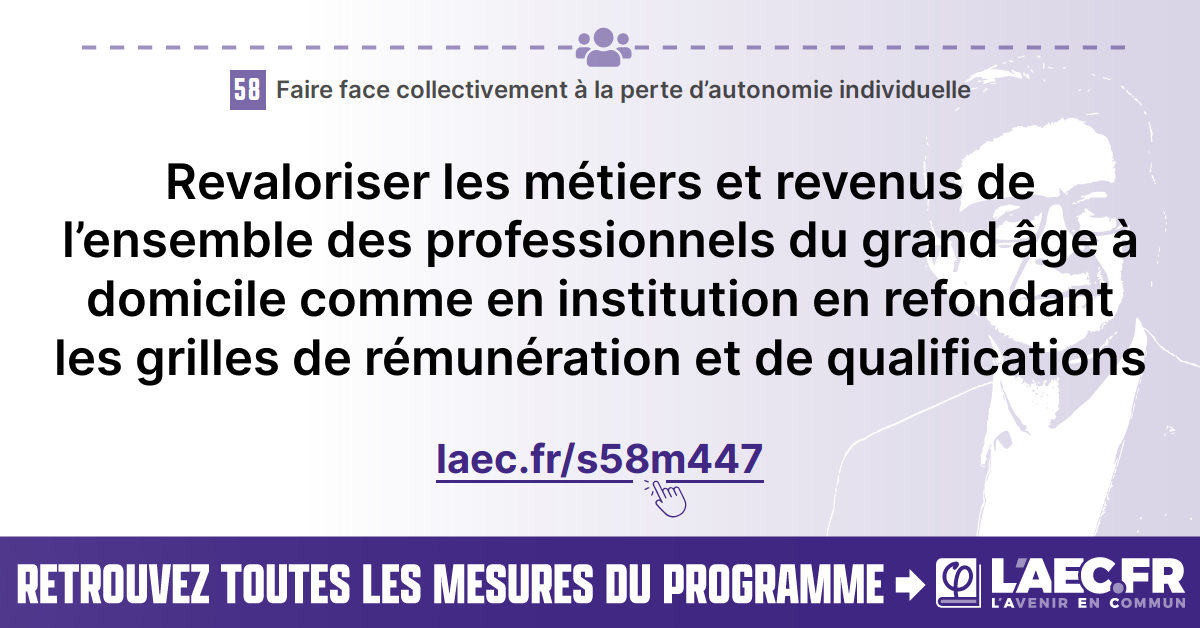 58 Faire face collectivement à la perte d’autonomie individuelle
Revaloriser les métiers et revenus de
l’ensemble des professionnels du grand âge à
domicile comme en institution en refondant
les grilles de rémunération et de qualifications
laec.fr/s58m447
RETROUVEZ TOUTES LES MESURES DU PROGRAMME
L'AEC.FR
L'AVENIR EN COMMUN